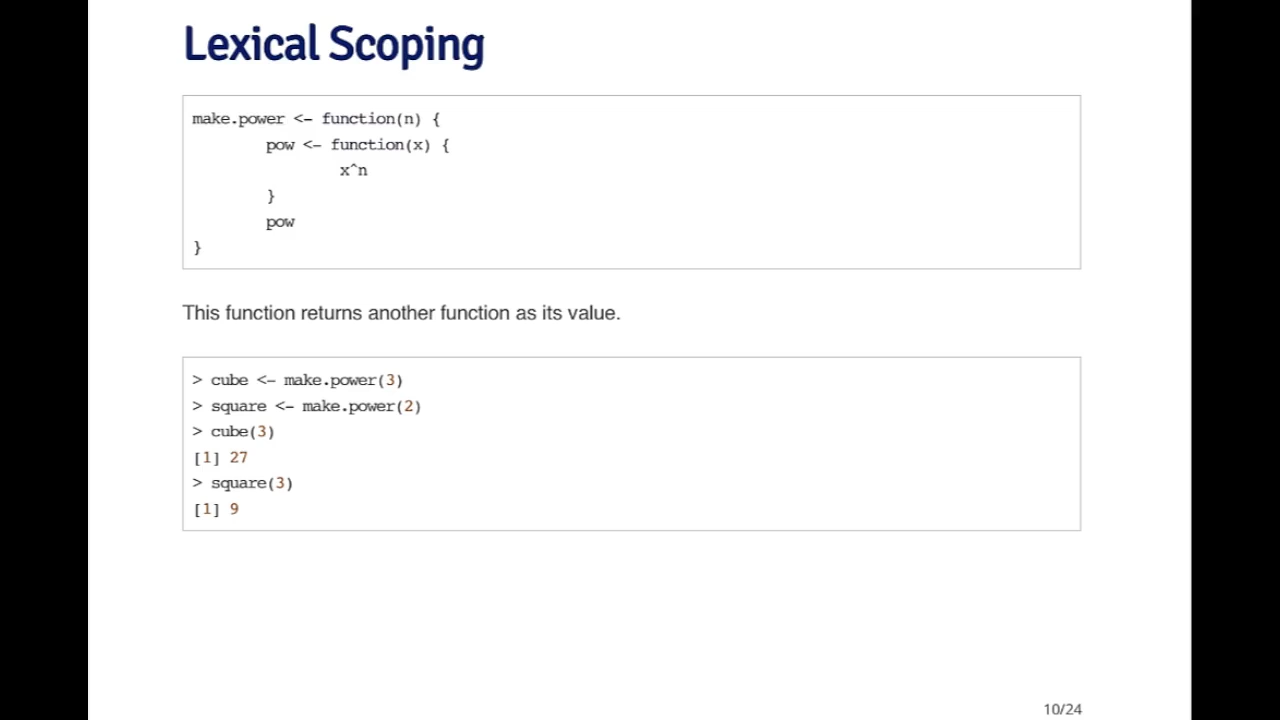 Lexical Scoping
make.power <- function(n) {
        pow <- function(x) {
                x^n
        }
        pow
}
This function returns another function as its value.
> cube <- make.power(3)
> square <- make.power(2)
> cube(3)
[1] 27
> square(3)
[1] 9
10/24